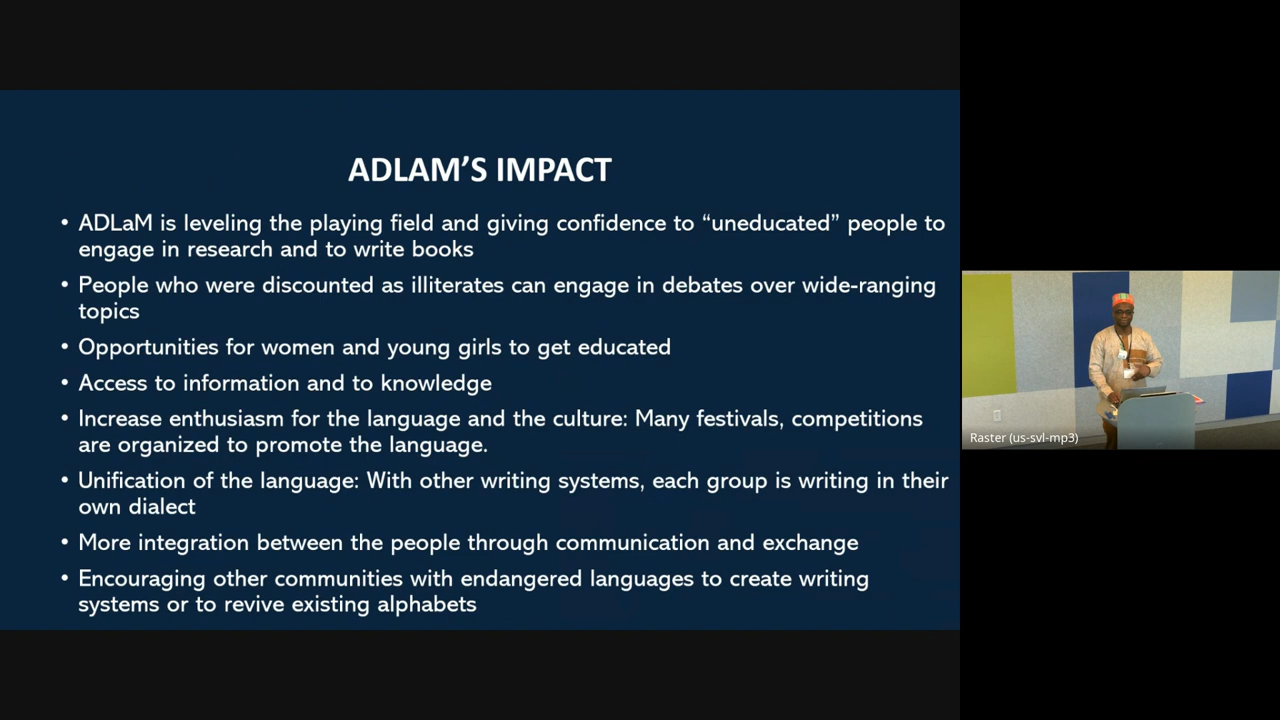 ADLAM’S IMPACT
• ADLaM is leveling the playing field and giving confidence to “uneducated” people to
engage in research and to write books
• People who were discounted as illiterates can engage in debates over wide-ranging
topics
• Opportunities for women and young girls to get educated
• Access to information and to knowledge
• Increase enthusiasm for the language and the culture: Many festivals, competitions
are organized to promote the language.
• Unification of the language: With other writing systems, each group is writing in their
own dialect
• More integration between the people through communication and exchange
• Encouraging other communities with endangered languages to create writing
systems or to revive existing alphabets
Raster (us-svl-mp3)